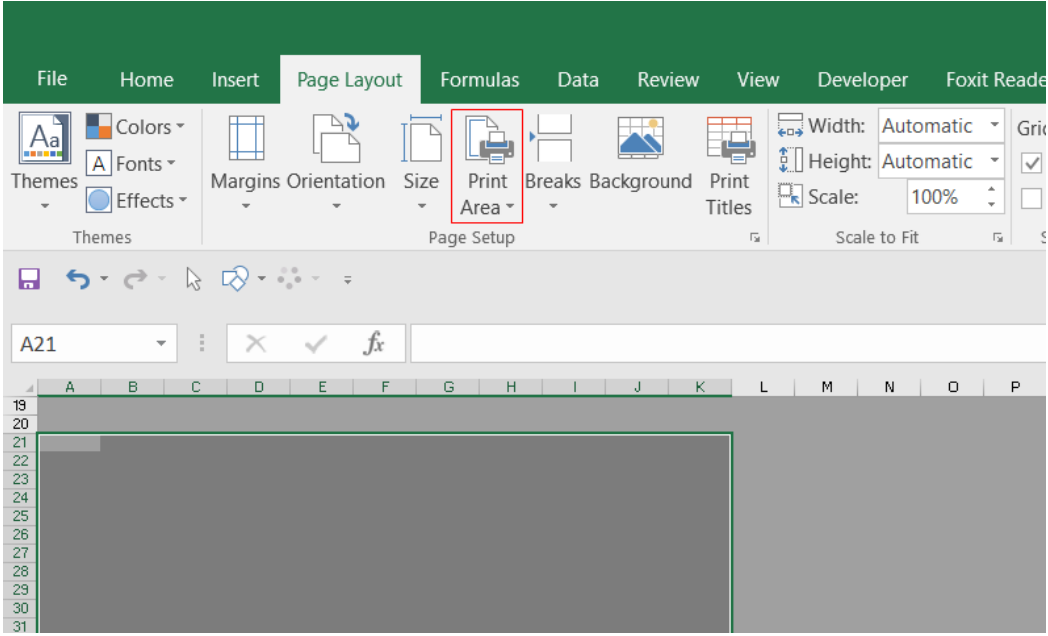 File Home Insert Page Layout Formulas Data Review View Developer Foxit Reade
Aa Colors
A Fonts
Effects
Themes Margins Orientation Size Print Area Breaks Background Print Titles
Width: Automatic
Height: Automatic
Scale: 100%
Gric
Themes Page Setup Scale to Fit S
A21 fx
A B C D E F G H I J K L M N O P
19
20
21
22
23
24
25
26
27
28
29
30
31